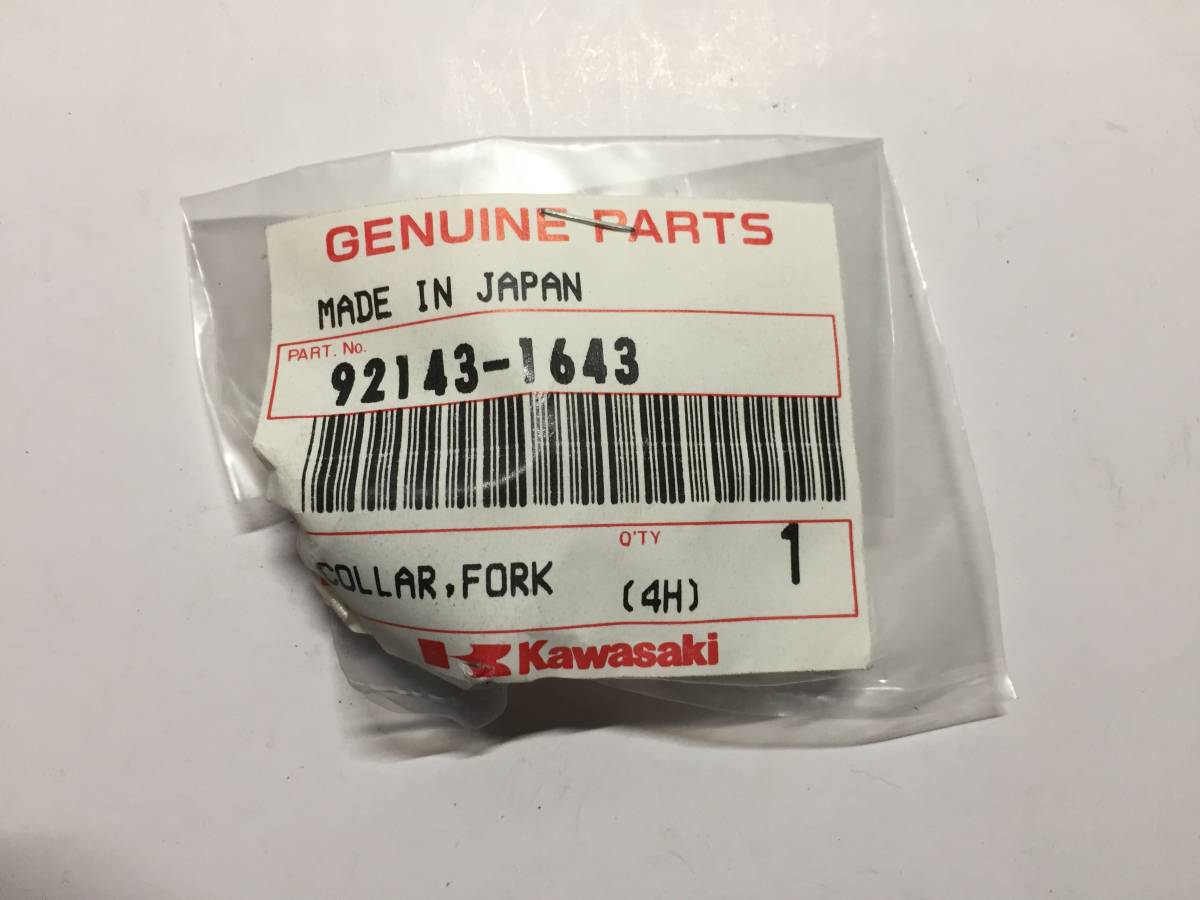 GENUINE PARTS
MADE IN JAPAN
PART. No.
92143-1643
Q'TY
1
COLLAR,FORK (4H)
Kawasaki